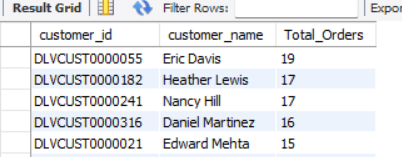 Result Grid Filter Rows: Expor
customer_id customer_name Total_Orders
DLVCUST0000055 Eric Davis 19
DLVCUST0000182 Heather Lewis 17
DLVCUST0000241 Nancy Hill 17
DLVCUST0000316 Daniel Martinez 16
DLVCUST0000021 Edward Mehta 15